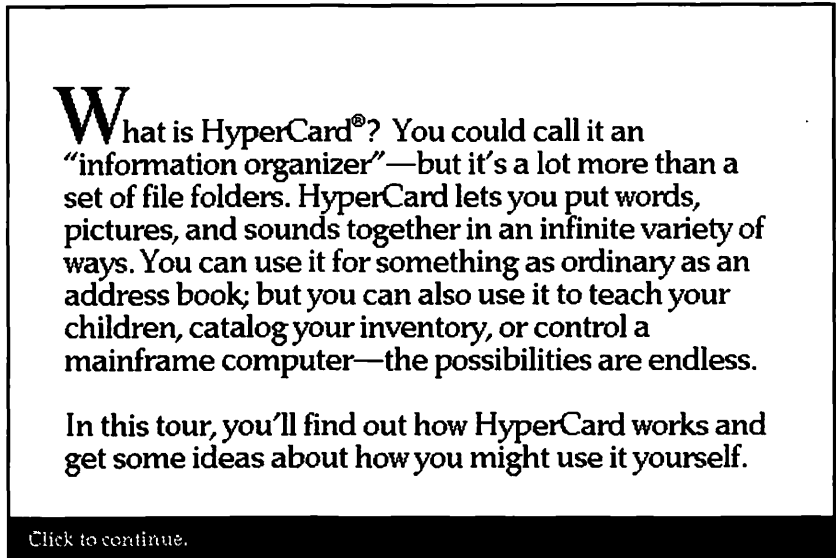 What is HyperCard®? You could call it an
"information organizer"—but it's a lot more than a
set of file folders. HyperCard lets you put words,
pictures, and sounds together in an infinite variety of
ways. You can use it for something as ordinary as an
address book; but you can also use it to teach your
children, catalog your inventory, or control a
mainframe computer—the possibilities are endless.
In this tour, you'll find out how HyperCard works and
get some ideas about how you might use it yourself.
Click to continue.